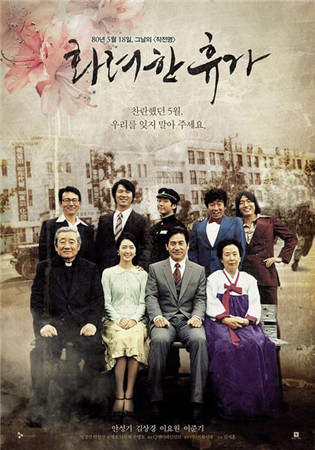 80년 5월 18일, 그날의 <작전명>
화려한 휴가
찬란했던 5월,
우리를 잊지 말아 주세요.
안성기 김상경 이요원 이준기